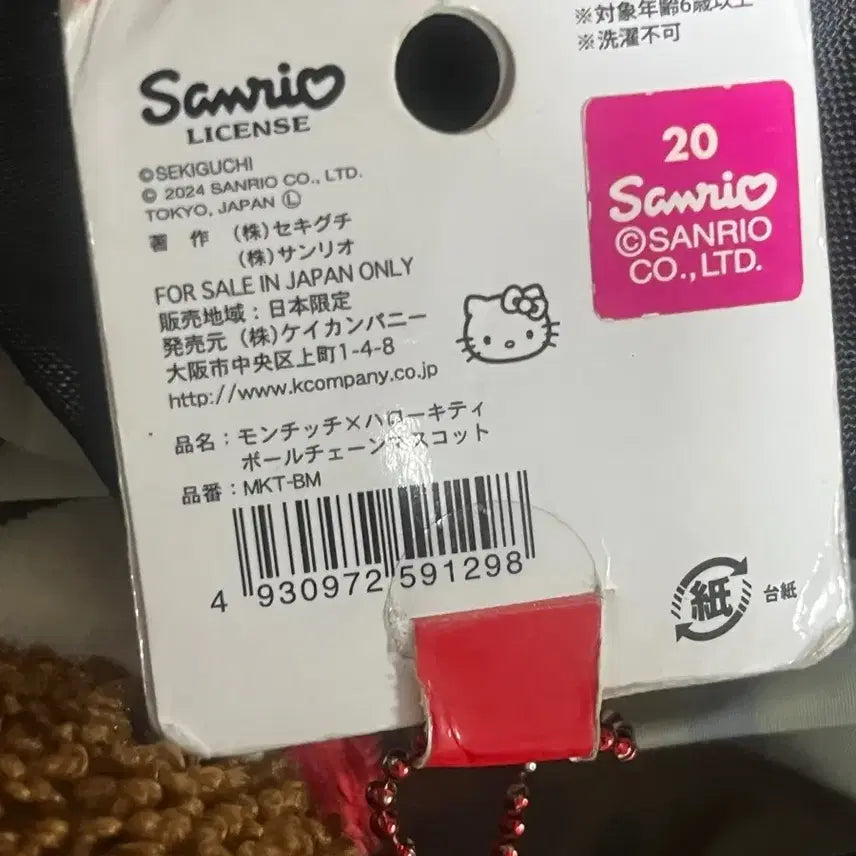 ※対象年齢6歳以上
※洗濯不可
Sanrio
LICENSE
©SEKIGUCHI
© 2024 SANRIO CO., LTD.
TOKYO, JAPAN Ⓛ
著　作 (株)セキグチ
(株)サンリオ
FOR SALE IN JAPAN ONLY
販売地域:日本限定
発売元 (株)ケイカンパニー
大阪市中央区上町1-4-8
http://www.kcompany.co.jp
品名:モンチッチ×ハローキティ
ボールチェーンマスコット
品番:MKT-BM
4 930972 591298
20
Sanrio
©SANRIO
CO.,LTD.
紙
台紙